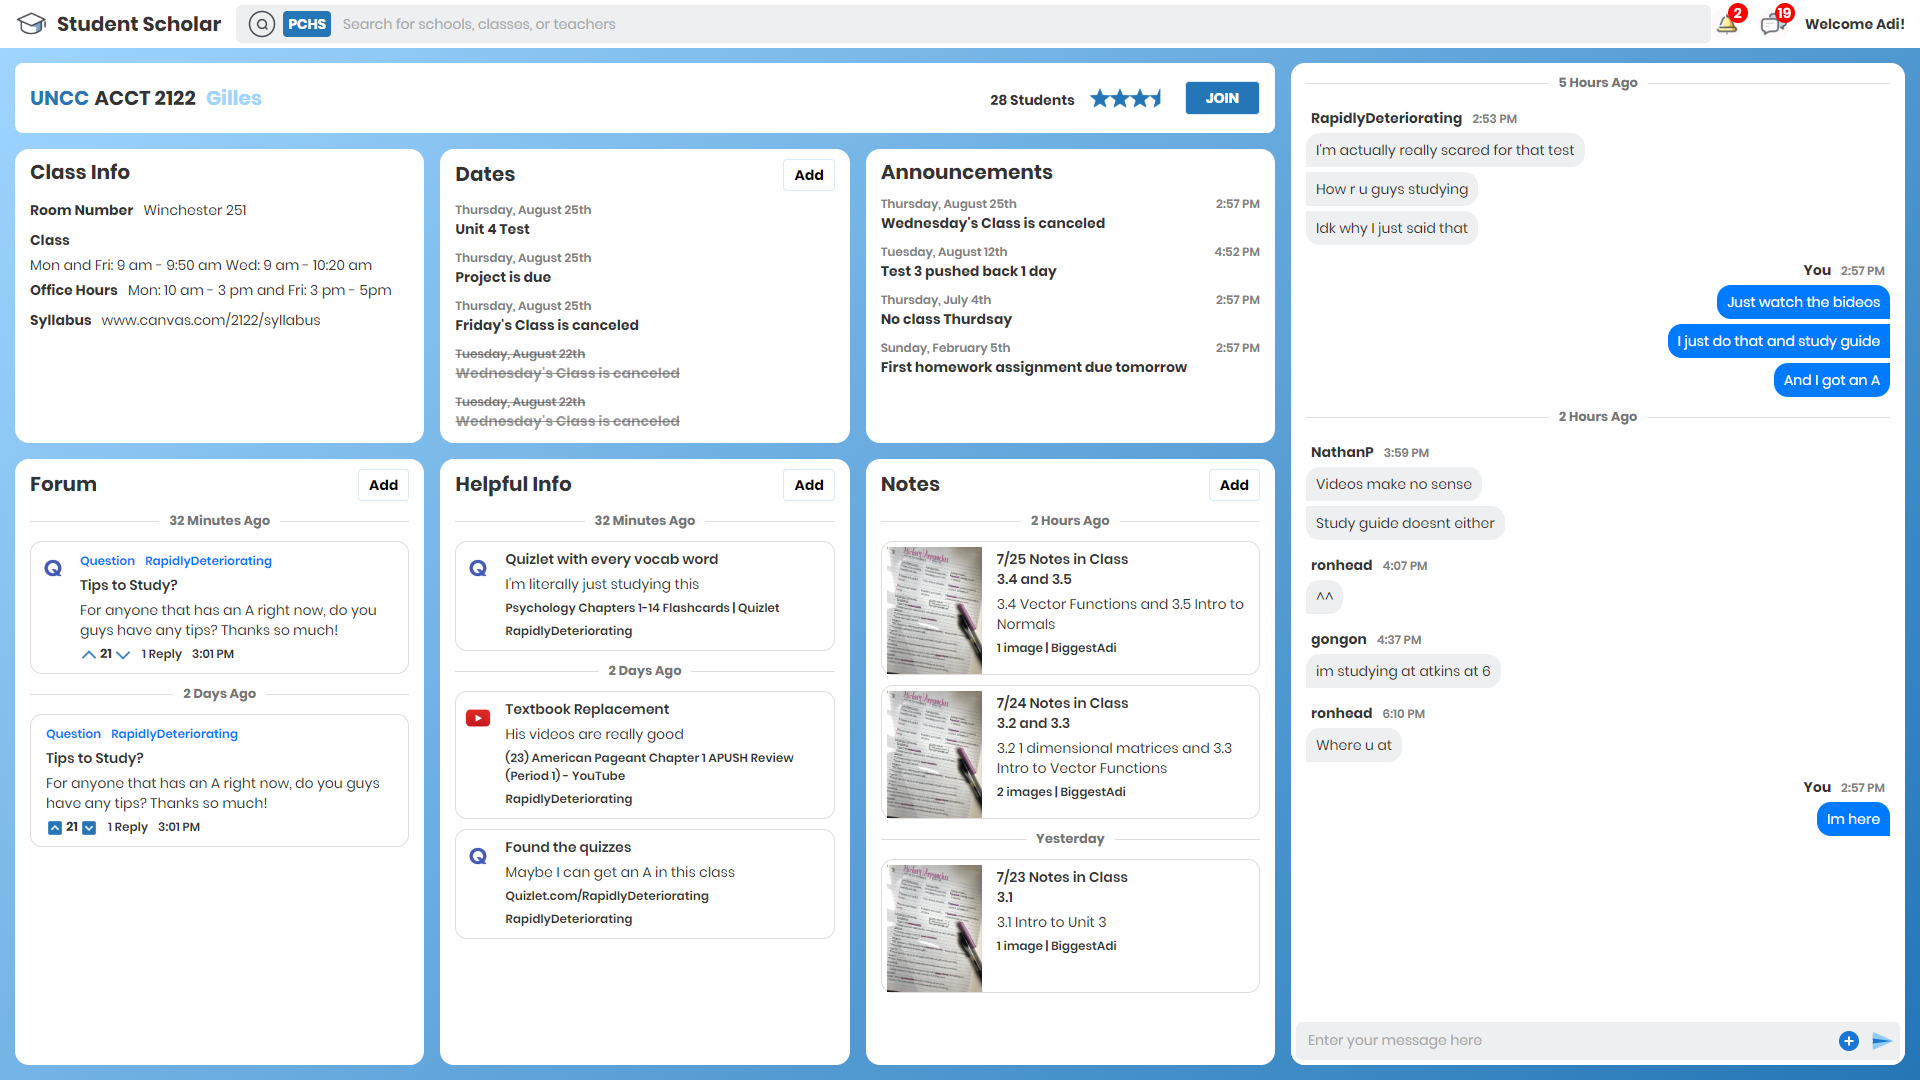 Student Scholar
PCHS
Search for schools, classes, or teachers
2
19
Welcome Adi!
UNCC ACCT 2122 Gilles
28 Students
JOIN
Class Info
Room Number Winchester 251
Class
Mon and Fri: 9 am - 9:50 am Wed: 9 am - 10:20 am
Office Hours Mon: 10 am - 3 pm and Fri: 3 pm - 5pm
Syllabus www.canvas.com/2122/syllabus
Dates
Add
Thursday, August 25th
Unit 4 Test
Thursday, August 25th
Project is due
Thursday, August 25th
Friday's Class is canceled
Tuesday, August 22th
Wednesday's Class is canceled
Tuesday, August 22th
Wednesday's Class is canceled
Announcements
Thursday, August 25th 2:57 PM
Wednesday's Class is canceled
Tuesday, August 12th 4:52 PM
Test 3 pushed back 1 day
Thursday, July 4th 2:57 PM
No class Thurdsay
Sunday, February 5th 2:57 PM
First homework assignment due tomorrow
Forum
Add
32 Minutes Ago
Q
Question RapidlyDeteriorating
Tips to Study?
For anyone that has an A right now, do you
guys have any tips? Thanks so much!
21 1 Reply 3:01 PM
2 Days Ago
Question RapidlyDeteriorating
Tips to Study?
For anyone that has an A right now, do you guys
have any tips? Thanks so much!
21 1 Reply 3:01 PM
Helpful Info
Add
32 Minutes Ago
Q
Quizlet with every vocab word
I'm literally just studying this
Psychology Chapters 1-14 Flashcards | Quizlet
RapidlyDeteriorating
2 Days Ago
Textbook Replacement
His videos are really good
(23) American Pageant Chapter 1 APUSH Review
(Period 1) - YouTube
RapidlyDeteriorating
Q
Found the quizzes
Maybe I can get an A in this class
Quizlet.com/RapidlyDeteriorating
RapidlyDeteriorating
Notes
Add
2 Hours Ago
7/25 Notes in Class
3.4 and 3.5
3.4 Vector Functions and 3.5 Intro to
Normals
1 image | BiggestAdi
7/24 Notes in Class
3.2 and 3.3
3.2 1 dimensional matrices and 3.3
Intro to Vector Functions
2 images | BiggestAdi
Yesterday
7/23 Notes in Class
3.1
3.1 Intro to Unit 3
1 image | BiggestAdi
5 Hours Ago
RapidlyDeteriorating 2:53 PM
I'm actually really scared for that test
How r u guys studying
Idk why I just said that
You 2:57 PM
Just watch the bideos
I just do that and study guide
And I got an A
2 Hours Ago
NathanP 3:59 PM
Videos make no sense
Study guide doesnt either
ronhead 4:07 PM
^^
gongon 4:37 PM
im studying at atkins at 6
ronhead 6:10 PM
Where u at
You 2:57 PM
Im here
Enter your message here